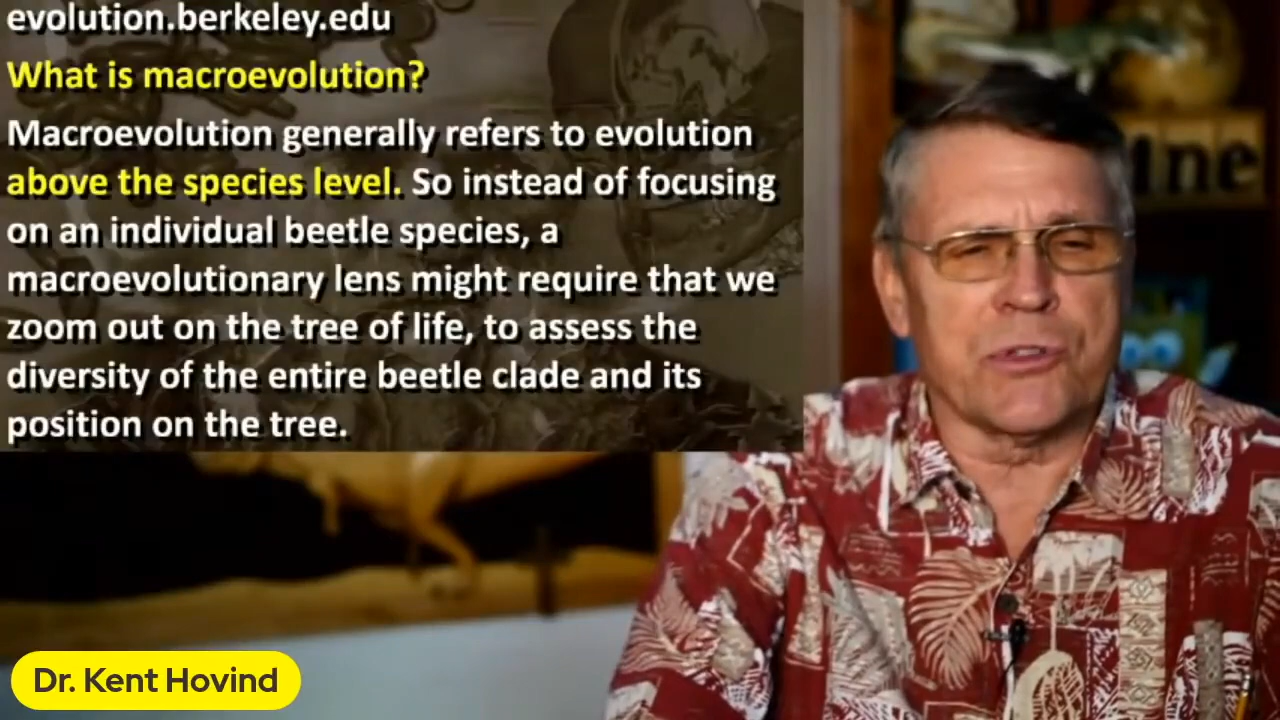 evolution.berkeley.edu
What is macroevolution?
Macroevolution generally refers to evolution
above the species level. So instead of focusing
on an individual beetle species, a
macroevolutionary lens might require that we
zoom out on the tree of life, to assess the
diversity of the entire beetle clade and its
position on the tree.
Dr. Kent Hovind